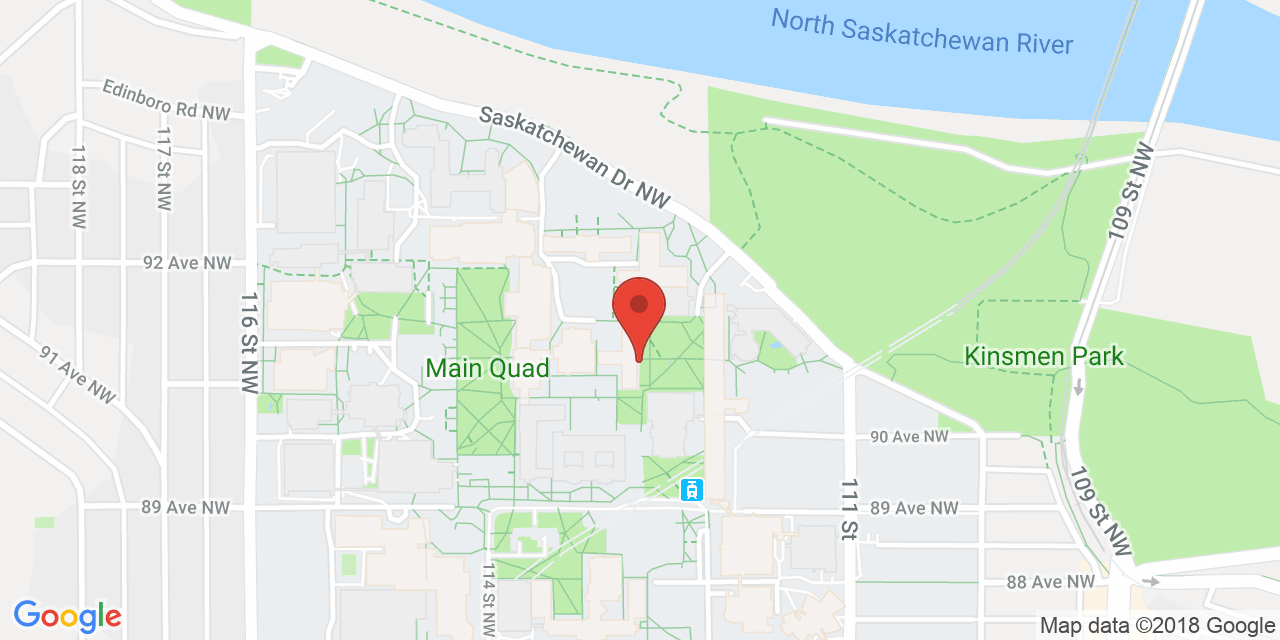 North Saskatchewan River
Edinboro Rd NW
Saskatchewan Dr NW
117 St NW
118 St NW
109 St NW
92 Ave NW
116 St NW
91 Ave NW
Main Quad
Kinsmen Park
90 Ave NW
89 Ave NW
111 St
89 Ave NW
109 St NW
114 St NW
88 Ave NW
Google
Map data ©2018 Google